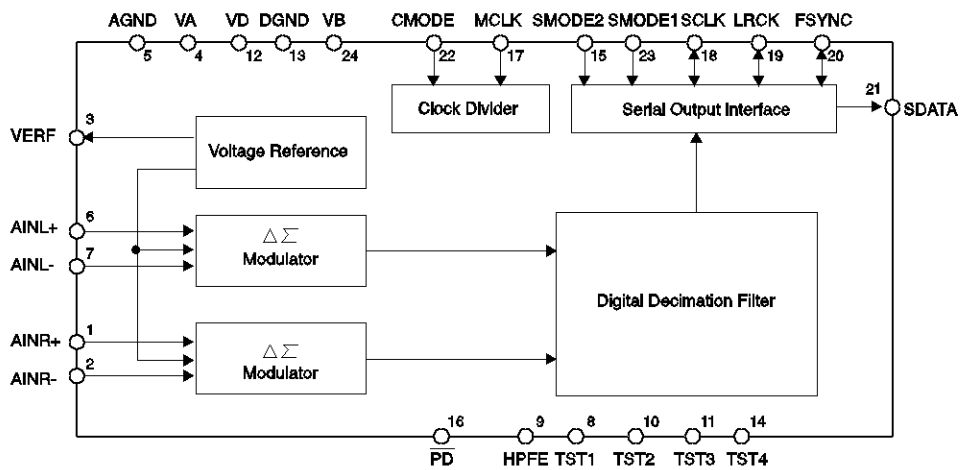 AGND VA VD DGND VB CMODE MCLK SMODE2 SMODE1 SCLK LRCK FSYNC
5 4 12 13 24 22 17 15 23 18 19 20
21
SDATA
Clock Divider
Serial Output Interface
3
VERF
Voltage Reference
6
AINL+
7
AINL-
ΔΣ
Modulator
Digital Decimation Filter
1
AINR+
2
AINR-
ΔΣ
Modulator
16 9 8 10 11 14
PD HPFE TST1 TST2 TST3 TST4